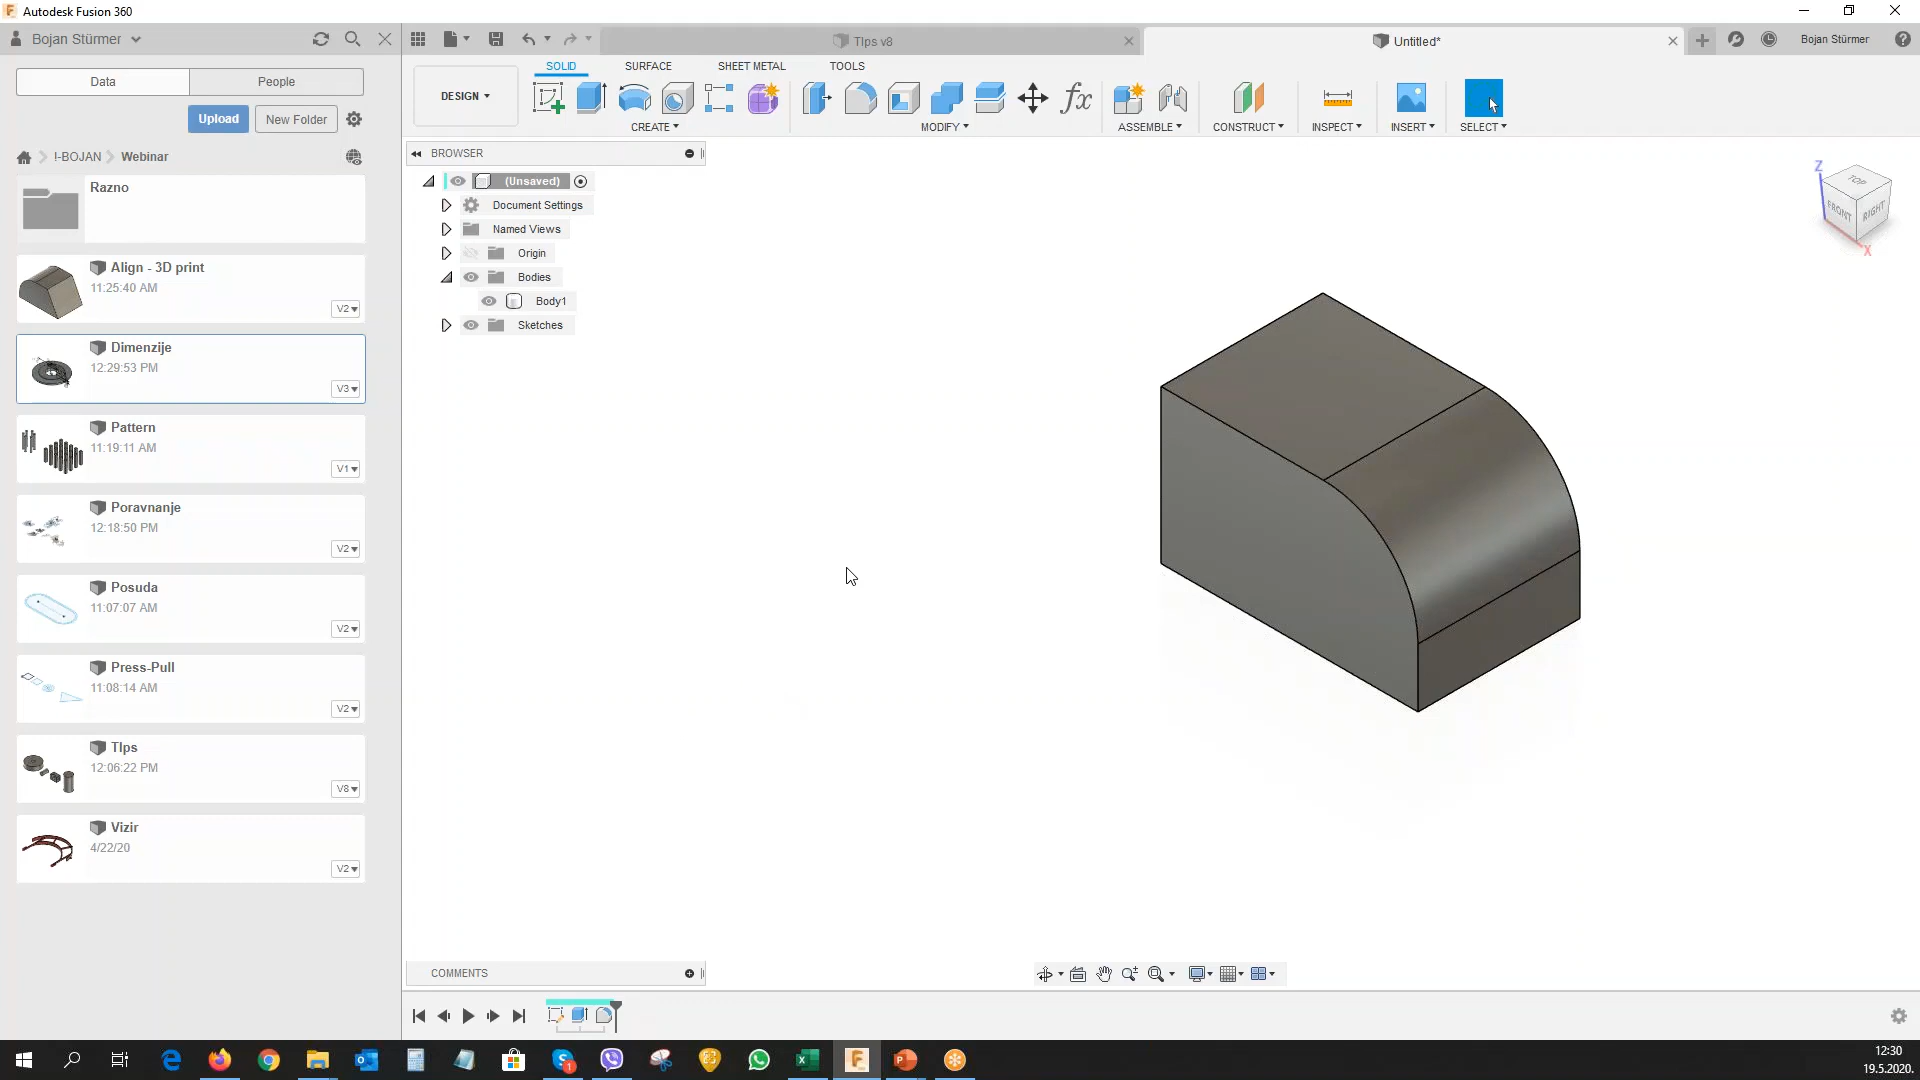 Autodesk Fusion 360
Bojan Stürmer
TIps v8
Untitled*
Bojan Stürmer
Data
People
Upload
New Folder
!-BOJAN
Webinar
Razno
Align - 3D print
11:25:40 AM
V2
Dimenzije
12:29:53 PM
V3
Pattern
11:19:11 AM
V1
Poravnanje
12:18:50 PM
V2
Posuda
11:07:07 AM
V2
Press-Pull
11:08:14 AM
V2
TIps
12:06:22 PM
V8
Vizir
4/22/20
V2
DESIGN
SOLID
SURFACE
SHEET METAL
TOOLS
CREATE
MODIFY
ASSEMBLE
CONSTRUCT
INSPECT
INSERT
SELECT
BROWSER
(Unsaved)
Document Settings
Named Views
Origin
Bodies
Body1
Sketches
Z
TOP
FRONT
RIGHT
X
COMMENTS
12:30
19.5.2020.